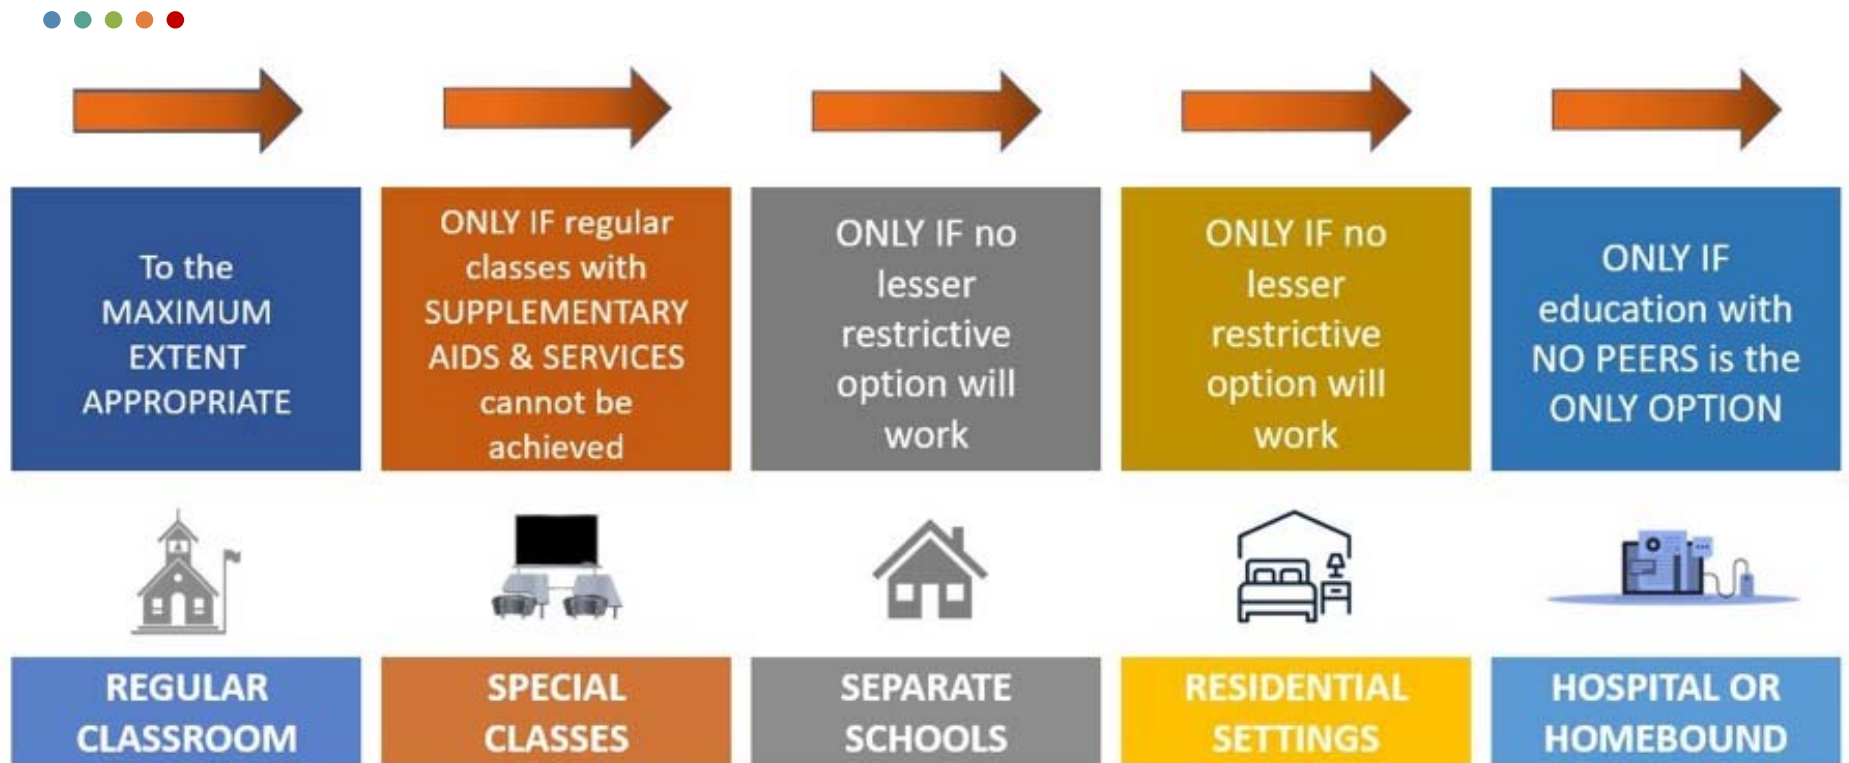 To the
MAXIMUM
EXTENT
APPROPRIATE
ONLY IF regular
classes with
SUPPLEMENTARY
AIDS & SERVICES
cannot be
achieved
ONLY IF no
lesser
restrictive
option will
work
ONLY IF no
lesser
restrictive
option will
work
ONLY IF
education with
NO PEERS is the
ONLY OPTION
REGULAR
CLASSROOM
SPECIAL
CLASSES
SEPARATE
SCHOOLS
RESIDENTIAL
SETTINGS
HOSPITAL OR
HOMEBOUND